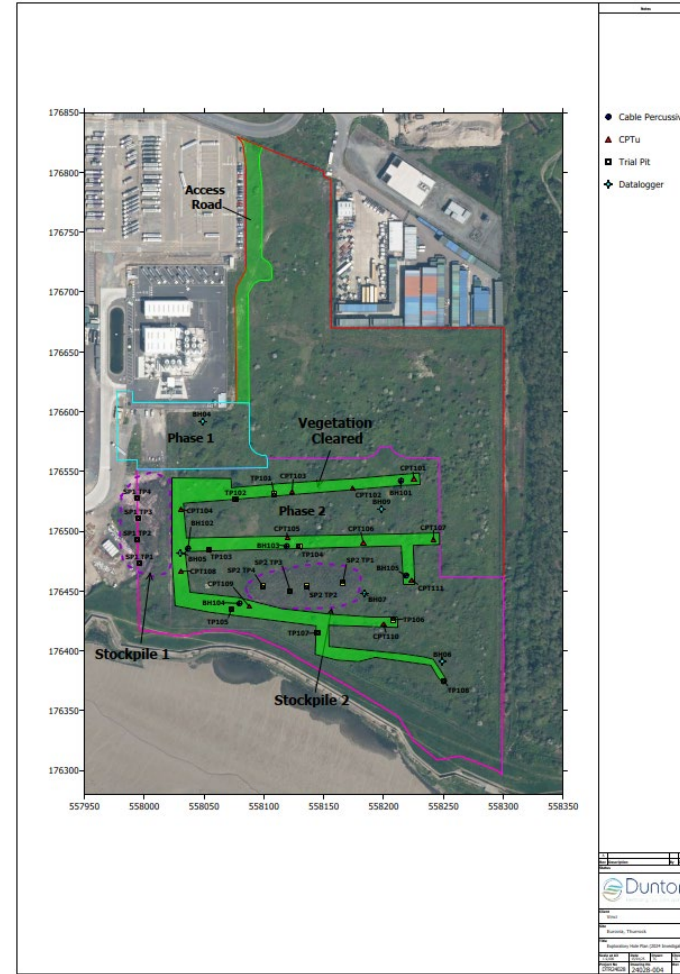 Notes
Cable Percussiv
CPTu
Trial Pit
Datalogger
176850
176800
176750
176700
176650
176600
176550
176500
176450
176400
176350
176300
557950 558000 558050 558100 558150 558200 558250 558300 558350
Access
Road
BH04
Phase 1
Vegetation
Cleared
Phase 2
TP101 CPT103
TP102
CPT102
CPT101
BH101
BH09
SP1 TP4
SP1 TP3
SP1 TP2
SP1 TP1
CPT104
BH102
BH05
TP103
CPT108
CPT105
BH103
TP104
CPT106
CPT107
BH105
CPT111
SP2 TP4
SP2 TP3
SP2 TP2
SP2 TP1
BH07
CPT109
BH104
TP105
TP107
TP106
CPT110
BH08
TP108
Stockpile 1
Stockpile 2
Dunton
24028-004